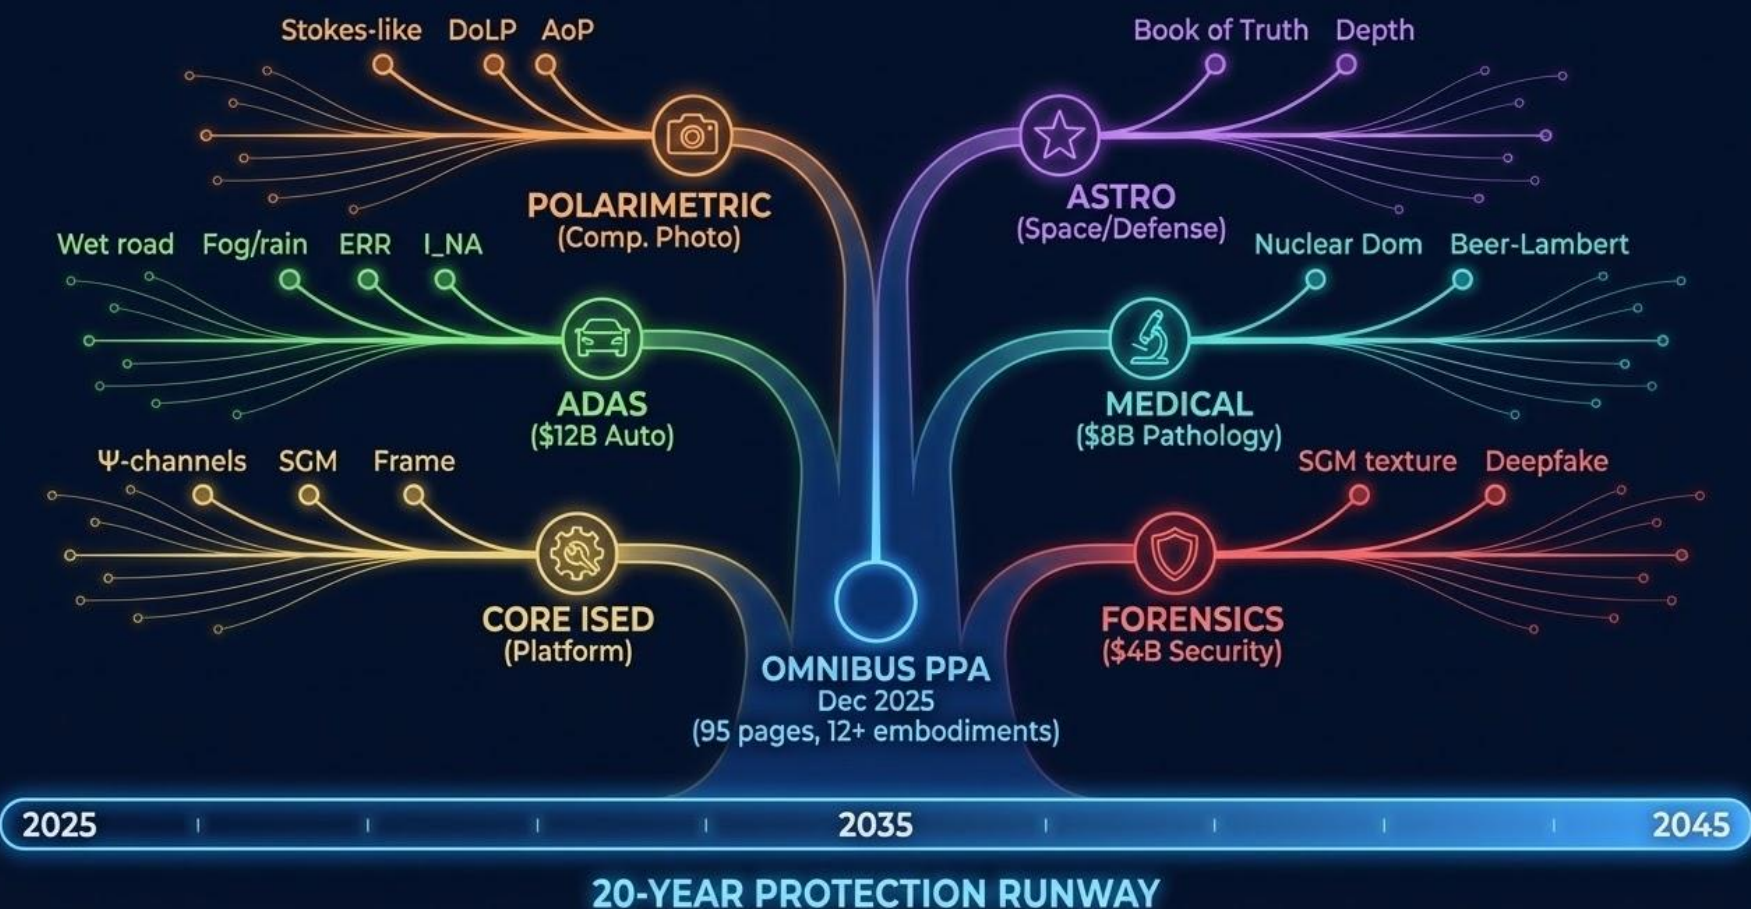 Stokes-like DoLP AoP
Book of Truth Depth
POLARIMETRIC
(Comp. Photo)
ASTRO
(Space/Defense)
Wet road Fog/rain ERR I_NA
Nuclear Dom Beer-Lambert
ADAS
($12B Auto)
MEDICAL
($8B Pathology)
Ψ-channels SGM Frame
SGM texture Deepfake
CORE ISED
(Platform)
FORENSICS
($4B Security)
OMNIBUS PPA
Dec 2025
(95 pages, 12+ embodiments)
2025 2035 2045
20-YEAR PROTECTION RUNWAY